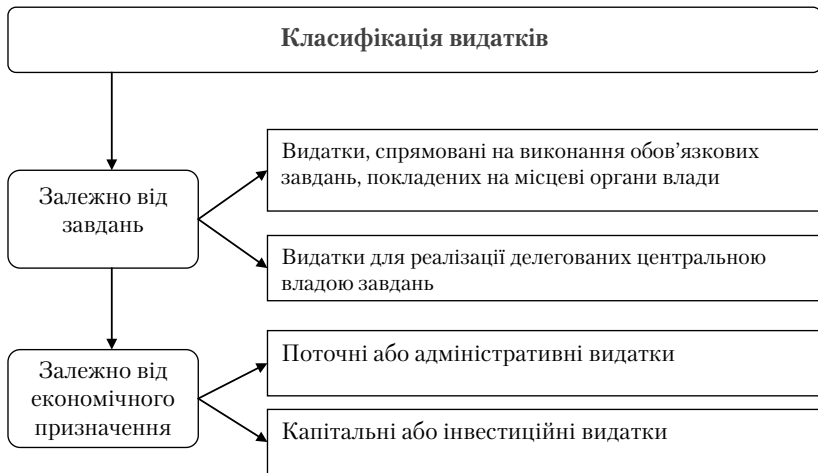 Класифікація видатків
Залежно від
завдань
Видатки, спрямовані на виконання обов’язкових
завдань, покладених на місцеві органи влади
Видатки для реалізації делегованих центральною
владою завдань
Залежно від
економічного
призначення
Поточні або адміністративні видатки
Капітальні або інвестиційні видатки